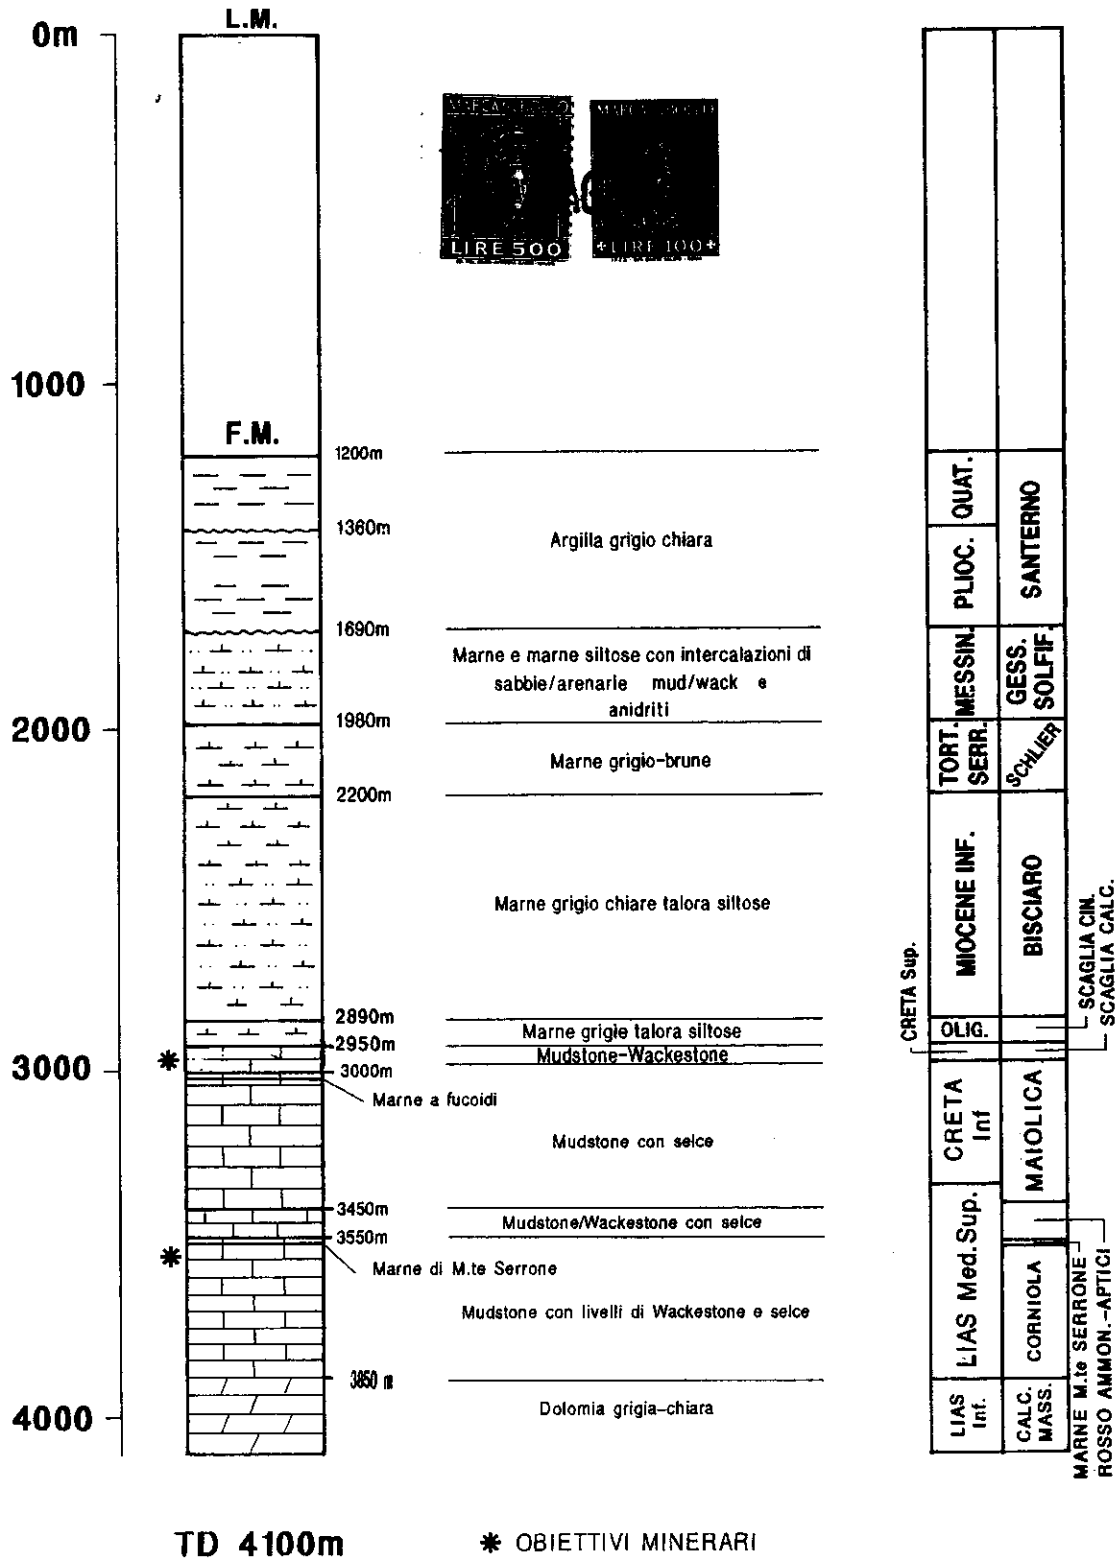 0m
L.M.
LIRE 500
LIRE 100
1000
F.M.
1200m
1360m
Argilla grigio chiara
1690m
Marne e marne siltose con intercalazioni di
sabbie/arenarie mud/wack e
anidriti
1980m
2000
Marne grigio-brune
2200m
Marne grigio chiare talora siltose
2890m
Marne grigie talora siltose
2950m
Mudstone-Wackestone
3000
3000m
Marne a fucoidi
Mudstone con selce
3450m
Mudstone/Wackestone con selce
3550m
Marne di M.te Serrone
Mudstone con livelli di Wackestone e selce
3850 m
Dolomia grigia-chiara
4000
QUAT.
PLIOC.
SANTERNO
MESSIN.
GESS.
SOLFIF.
TORT.
SERR.
SCHLIER
MIOCENE INF.
BISCIARO
SCAGLIA CIN.
SCAGLIA CALC.
CRETA Sup.
OLIG.
CRETA
Inf
MAIOLICA
LIAS Med.Sup.
CORNIOLA
MARNE M.te SERRONE
ROSSO AMMON.-APTICI
LIAS
Inf.
CALC.
MASS.
TD 4100m
* OBIETTIVI MINERARI